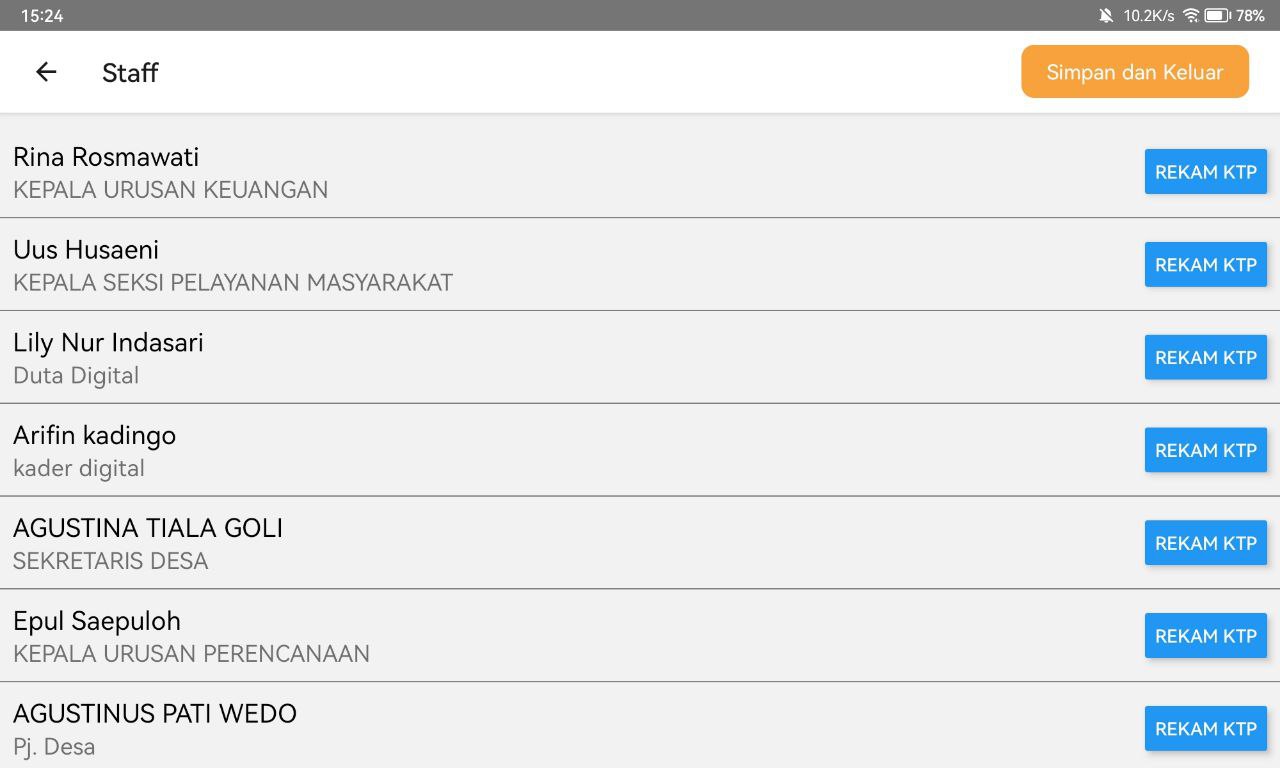 15:24
10.2K/s
78%
Staff
Simpan dan Keluar
Rina Rosmawati
KEPALA URUSAN KEUANGAN
REKAM KTP
Uus Husaeni
KEPALA SEKSI PELAYANAN MASYARAKAT
REKAM KTP
Lily Nur Indasari
Duta Digital
REKAM KTP
Arifin kadingo
kader digital
REKAM KTP
AGUSTINA TIALA GOLI
SEKRETARIS DESA
REKAM KTP
Epul Saepuloh
KEPALA URUSAN PERENCANAAN
REKAM KTP
AGUSTINUS PATI WEDO
Pj. Desa
REKAM KTP